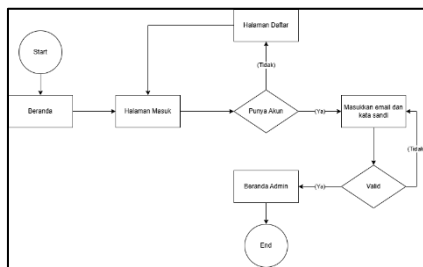 Halaman Daftar
Start
(Tidak)
Beranda
Halaman Masuk
Punya Akun
(Ya)
Masukkan email dan
kata sandi
(Tidak)
Beranda Admin
(Ya)
Valid
End